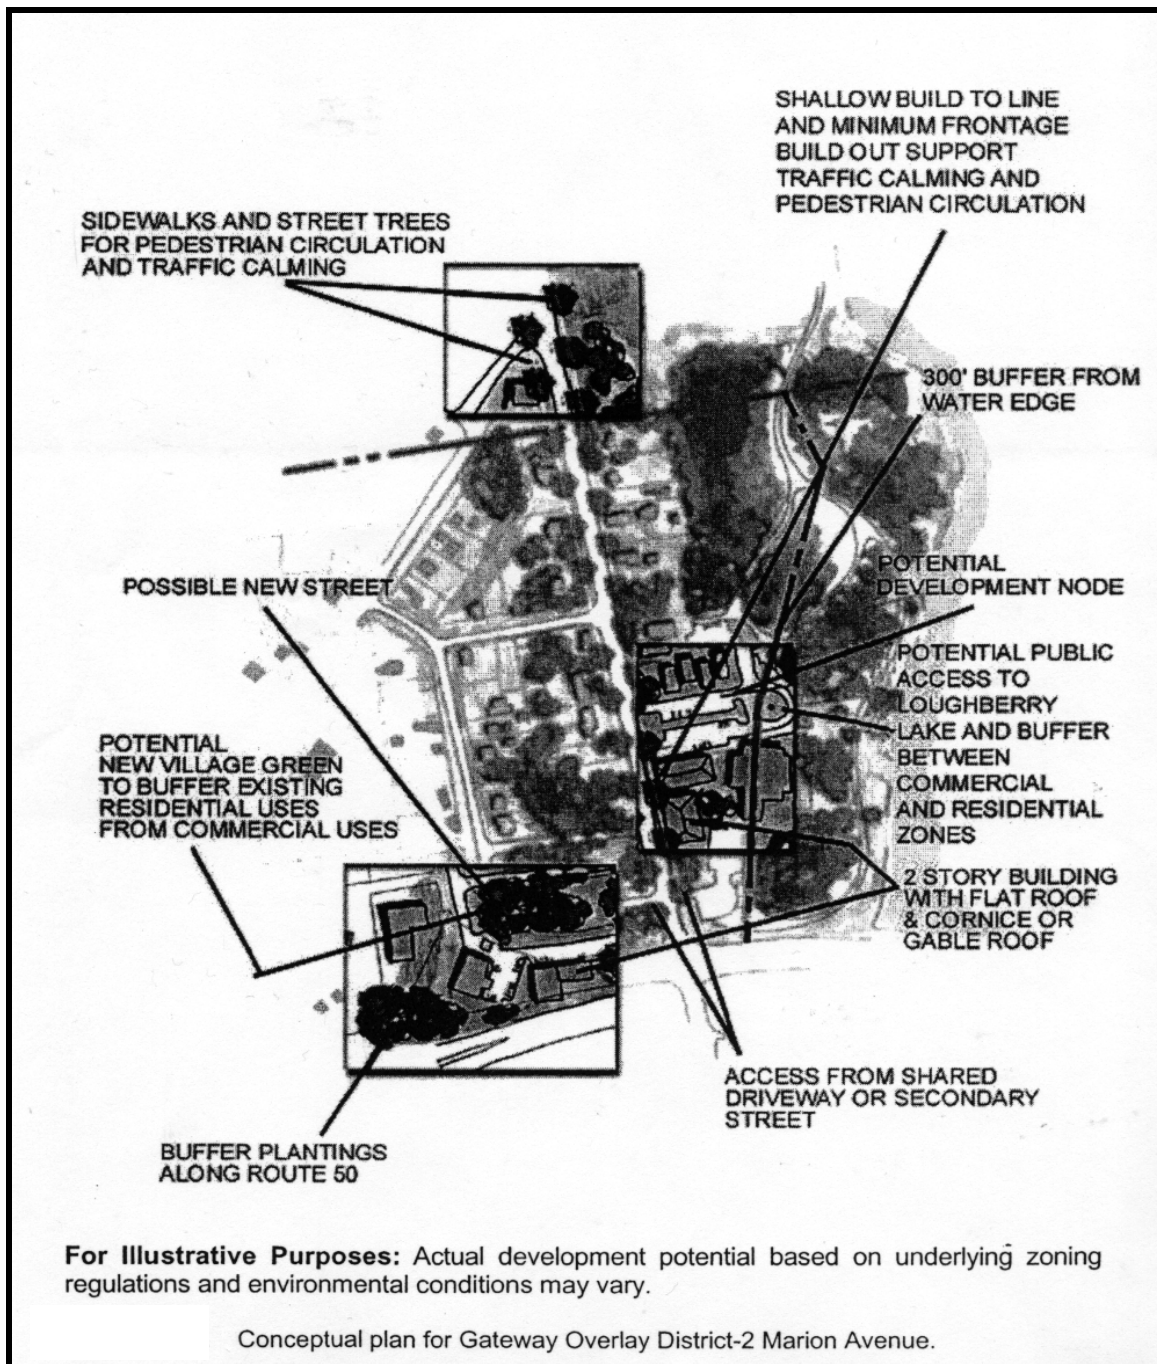 SHALLOW BUILD TO LINE
AND MINIMUM FRONTAGE
BUILD OUT SUPPORT
TRAFFIC CALMING AND
PEDESTRIAN CIRCULATION
SIDEWALKS AND STREET TREES
FOR PEDESTRIAN CIRCULATION
AND TRAFFIC CALMING
300' BUFFER FROM
WATER EDGE
POSSIBLE NEW STREET
POTENTIAL
DEVELOPMENT NODE
POTENTIAL PUBLIC
ACCESS TO
LOUGHBERRY
LAKE AND BUFFER
BETWEEN
COMMERCIAL
AND RESIDENTIAL
ZONES
POTENTIAL
NEW VILLAGE GREEN
TO BUFFER EXISTING
RESIDENTIAL USES
FROM COMMERCIAL USES
2 STORY BUILDING
WITH FLAT ROOF
& CORNICE OR
GABLE ROOF
ACCESS FROM SHARED
DRIVEWAY OR SECONDARY
STREET
BUFFER PLANTINGS
ALONG ROUTE 50
For Illustrative Purposes: Actual development potential based on underlying zoning
regulations and environmental conditions may vary.
Conceptual plan for Gateway Overlay District-2 Marion Avenue.